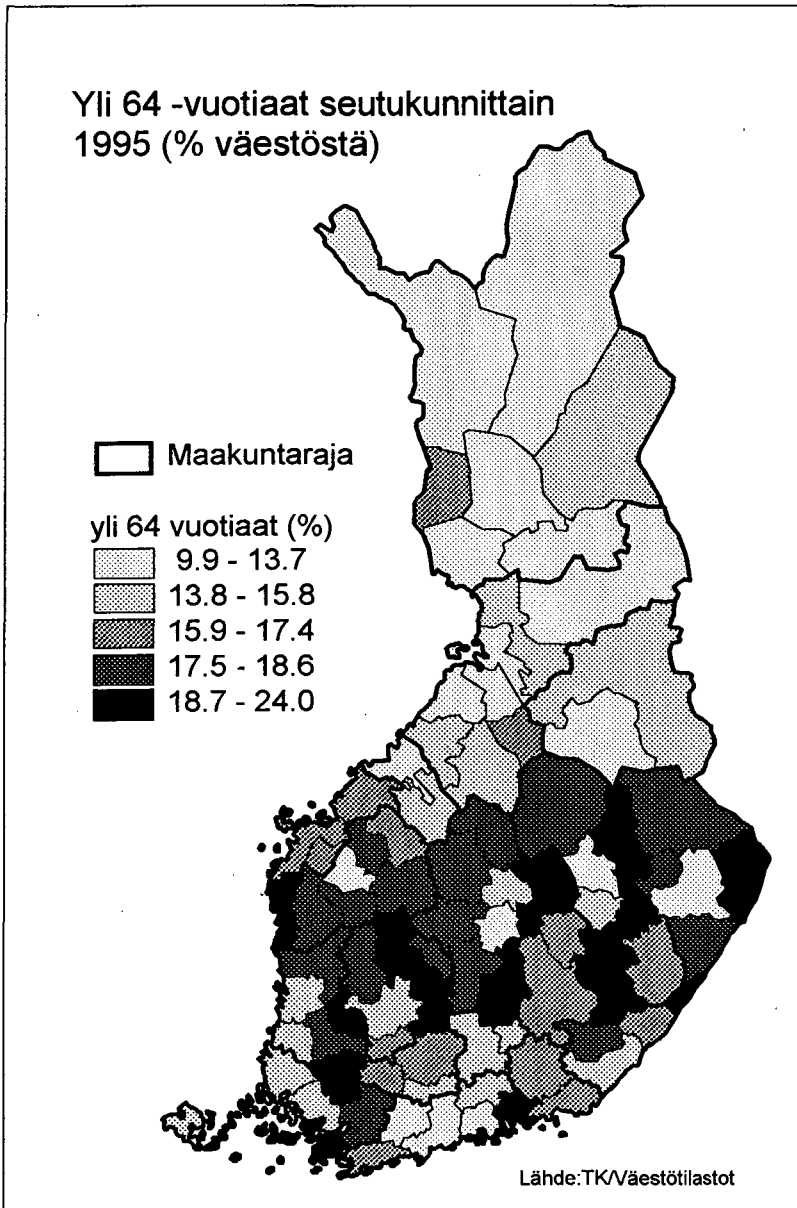 Yli 64 -vuotiaat seutukunnittain
1995 (% väestöstä)
Maakuntaraja
yli 64 vuotiaat (%)
9.9 - 13.7
13.8 - 15.8
15.9 - 17.4
17.5 - 18.6
18.7 - 24.0
Lähde:TK/Väestötilastot